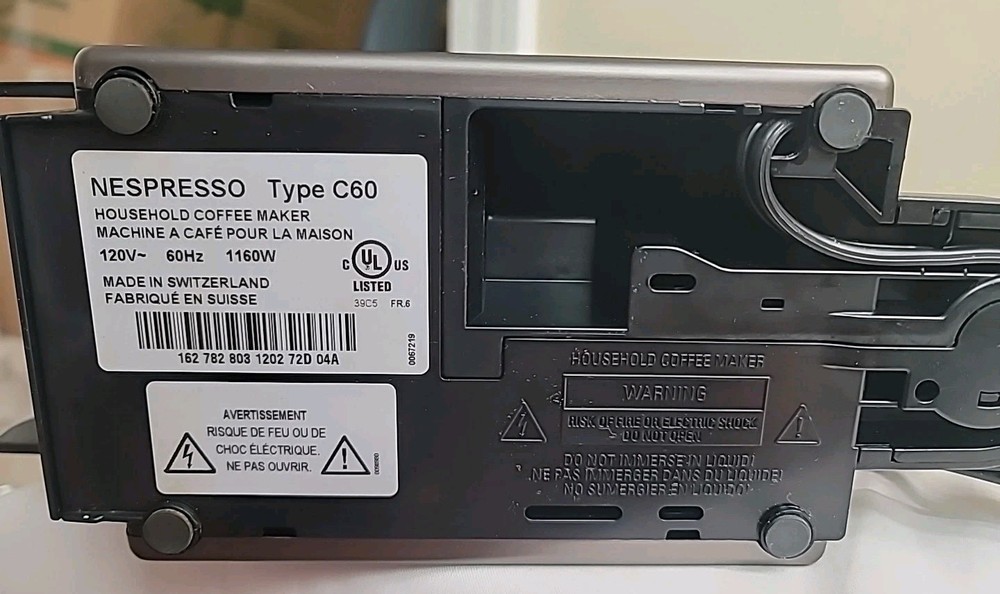 NESPRESSO Type C60
HOUSEHOLD COFFEE MAKER
MACHINE A CAFÉ POUR LA MAISON
120V~ 60Hz 1160W
C UL US
LISTED
MADE IN SWITZERLAND
FABRIQUÉ EN SUISSE
39C5 FR.6
162 782 803 1202 72D 04A
0067219
AVERTISSEMENT
RISQUE DE FEU OU DE
CHOC ÉLECTRIQUE.
NE PAS OUVRIR.
HOUSEHOLD COFFEE MAKER
WARNING
RISK OF FIRE OR ELECTRIC SHOCK
DO NOT OPEN
DO NOT IMMERSE IN LIQUID!
NE PAS IMMERGER DANS DU LIQUIDE!
NO SUMERGIER EN LIQUIDO!